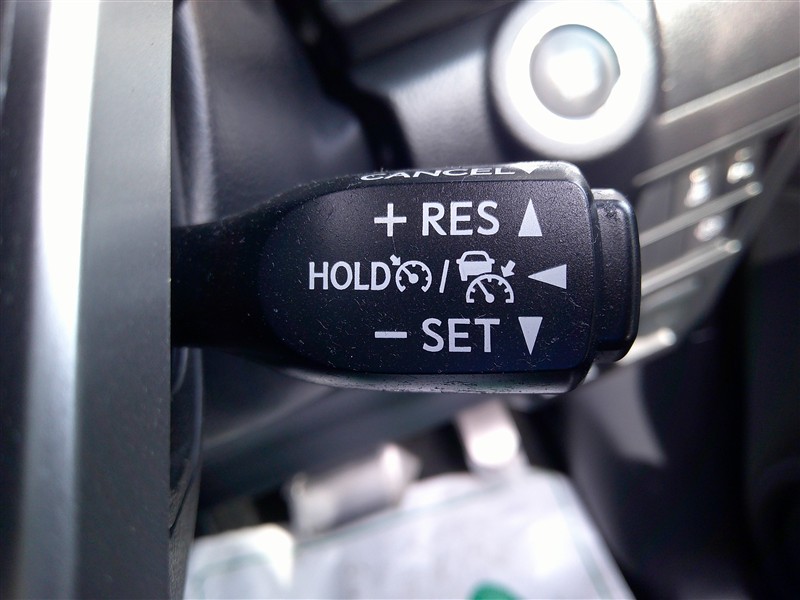 CANCEL
+ RES
HOLD /
− SET